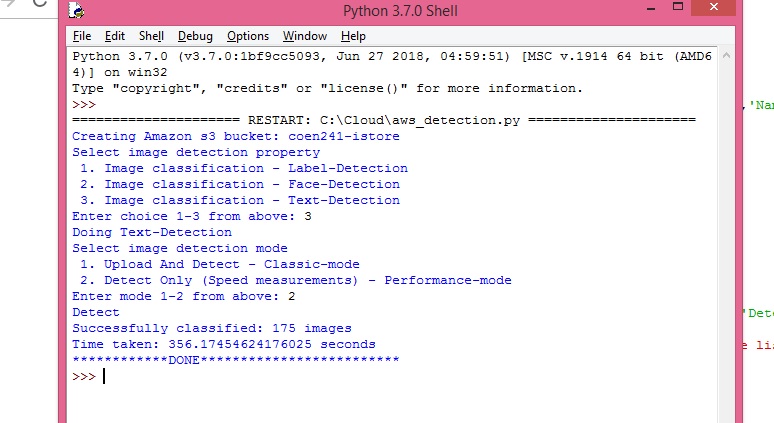 Python 3.7.0 Shell
File Edit Shell Debug Options Window Help
Python 3.7.0 (v3.7.0:1bf9cc5093, Jun 27 2018, 04:59:51) [MSC v.1914 64 bit (AMD6
4)] on win32
Type "copyright", "credits" or "license()" for more information.
>>>
===================== RESTART: C:\Cloud\aws_detection.py =====================
Creating Amazon s3 bucket: coen241-istore
Select image detection property
1. Image classification - Label-Detection
2. Image classification - Face-Detection
3. Image classification - Text-Detection
Enter choice 1-3 from above: 3
Doing Text-Detection
Select image detection mode
1. Upload And Detect - Classic-mode
2. Detect Only (Speed measurements) - Performance-mode
Enter mode 1-2 from above: 2
Detect
Successfully classified: 175 images
Time taken: 356.17454624176025 seconds
************DONE*************************
>>>